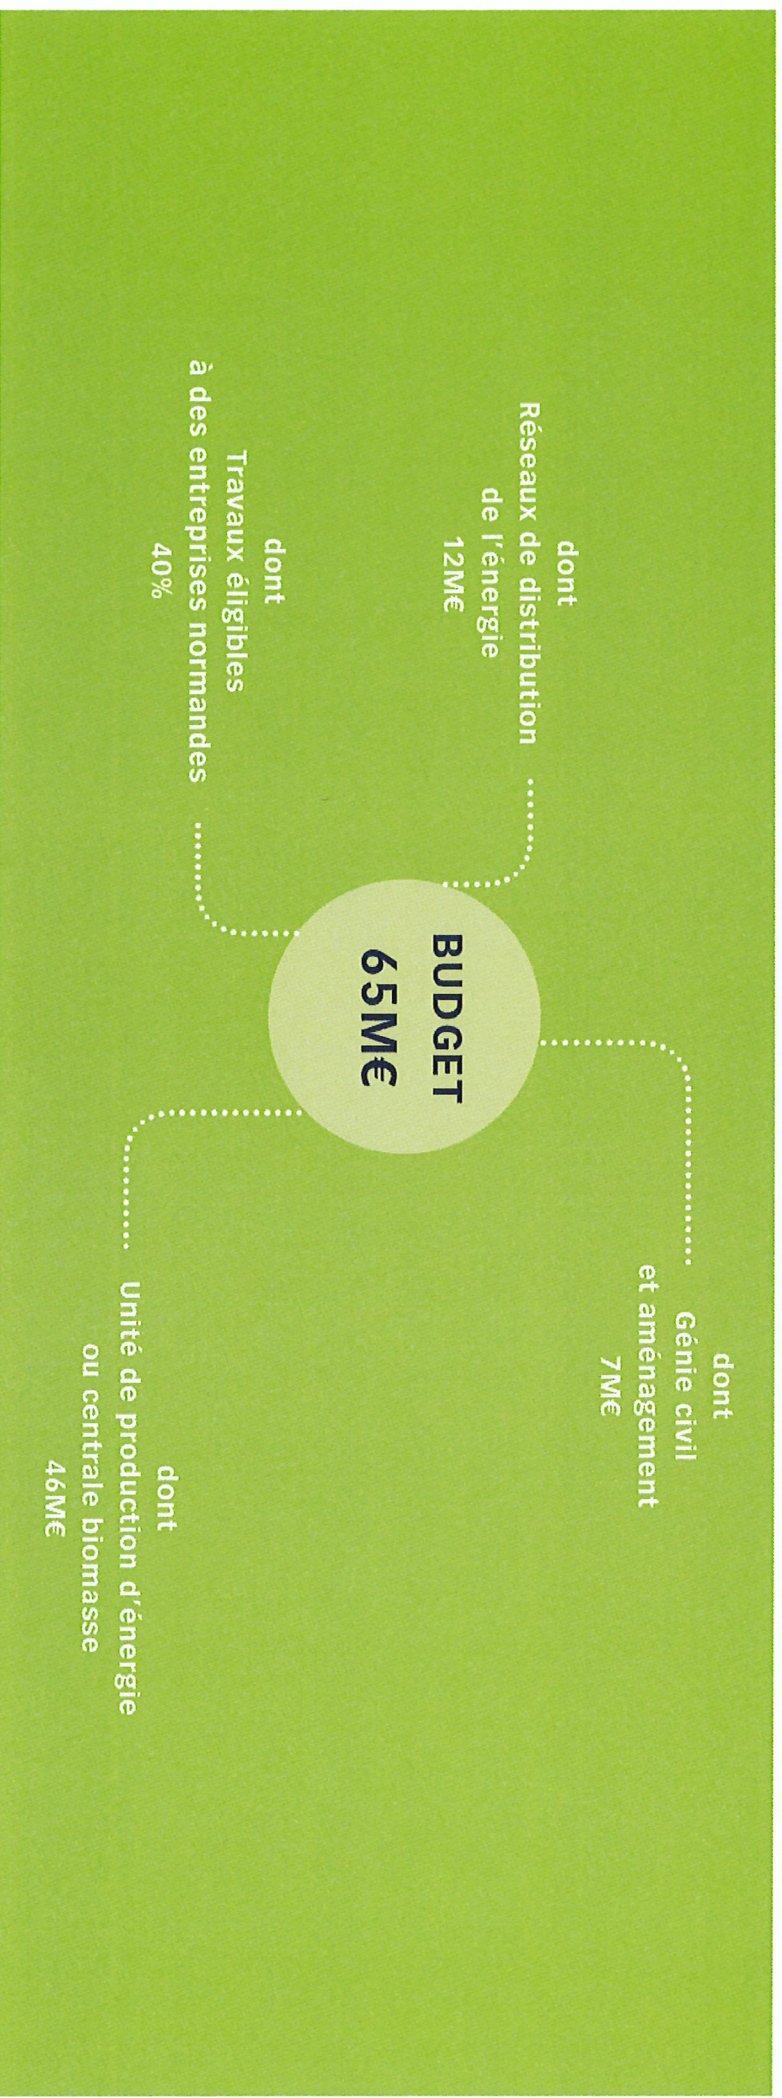 dont
Réseaux de distribution
de l'énergie
12M€
dont
Travaux éligibles
à des entreprises normandes
40%
BUDGET
65M€
dont
Génie civil
et aménagement
7M€
dont
Unité de production d'énergie
ou centrale biomasse
46M€